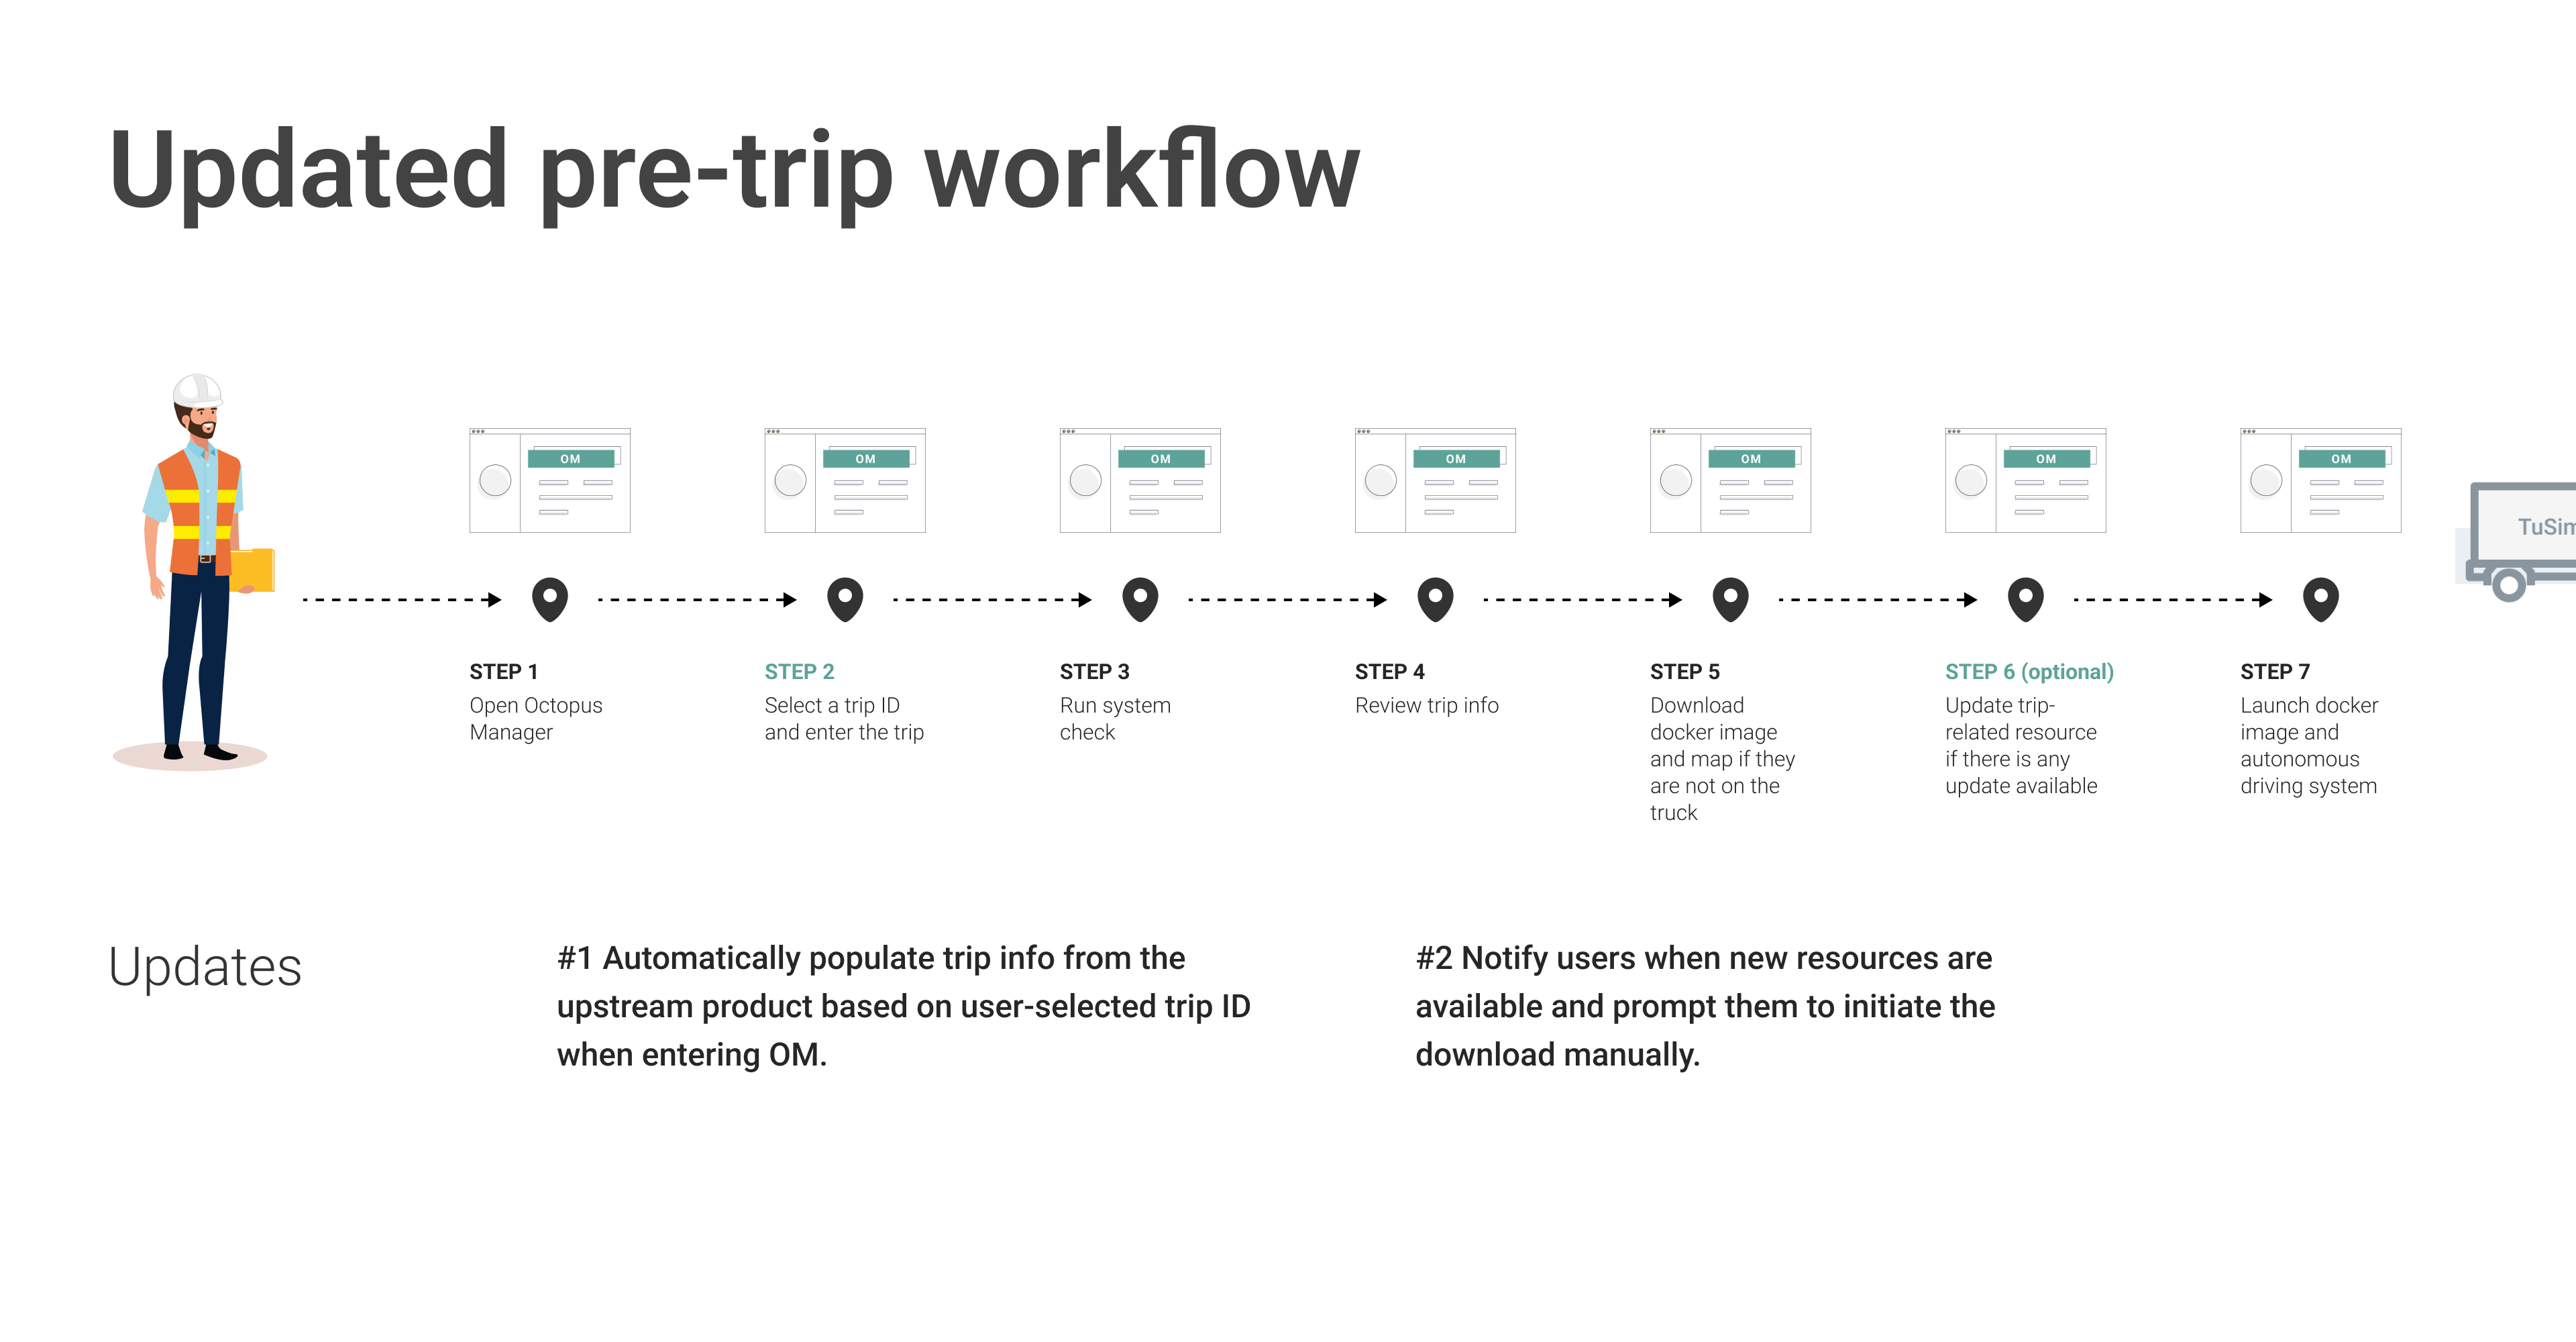 Updated pre-trip workflow
OM
OM
OM
OM
OM
OM
OM
TuSim
STEP 1
Open Octopus
Manager
STEP 2
Select a trip ID
and enter the trip
STEP 3
Run system
check
STEP 4
Review trip info
STEP 5
Download
docker image
and map if they
are not on the
truck
STEP 6 (optional)
Update trip-
related resource
if there is any
update available
STEP 7
Launch docker
image and
autonomous
driving system
Updates
#1 Automatically populate trip info from the
upstream product based on user-selected trip ID
when entering OM.
#2 Notify users when new resources are
available and prompt them to initiate the
download manually.